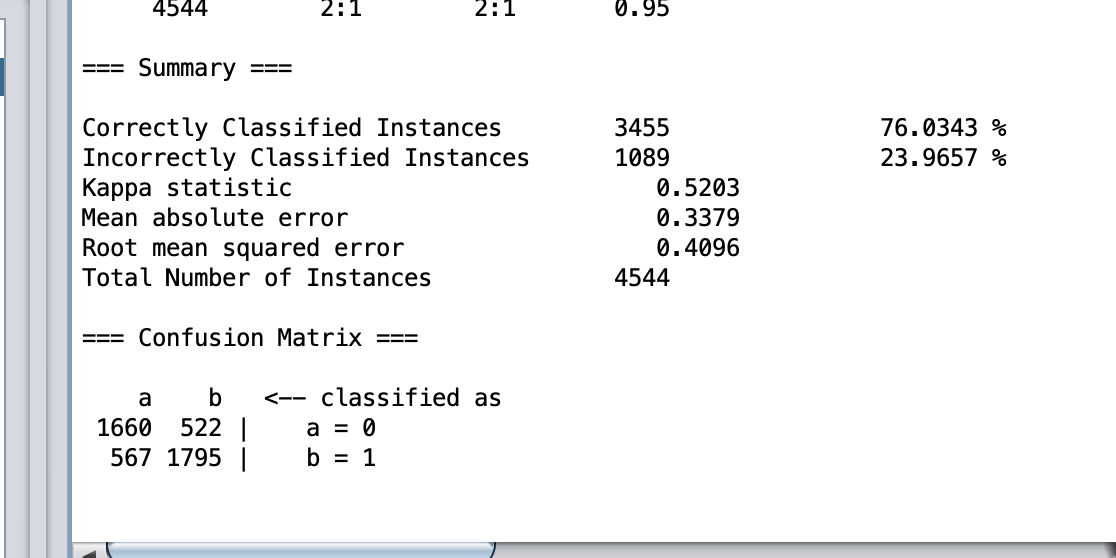 4544 2:1 2:1 0.95
=== Summary ===
Correctly Classified Instances 3455 76.0343 %
Incorrectly Classified Instances 1089 23.9657 %
Kappa statistic 0.5203
Mean absolute error 0.3379
Root mean squared error 0.4096
Total Number of Instances 4544
=== Confusion Matrix ===
a b <-- classified as
1660 522 | a = 0
567 1795 | b = 1